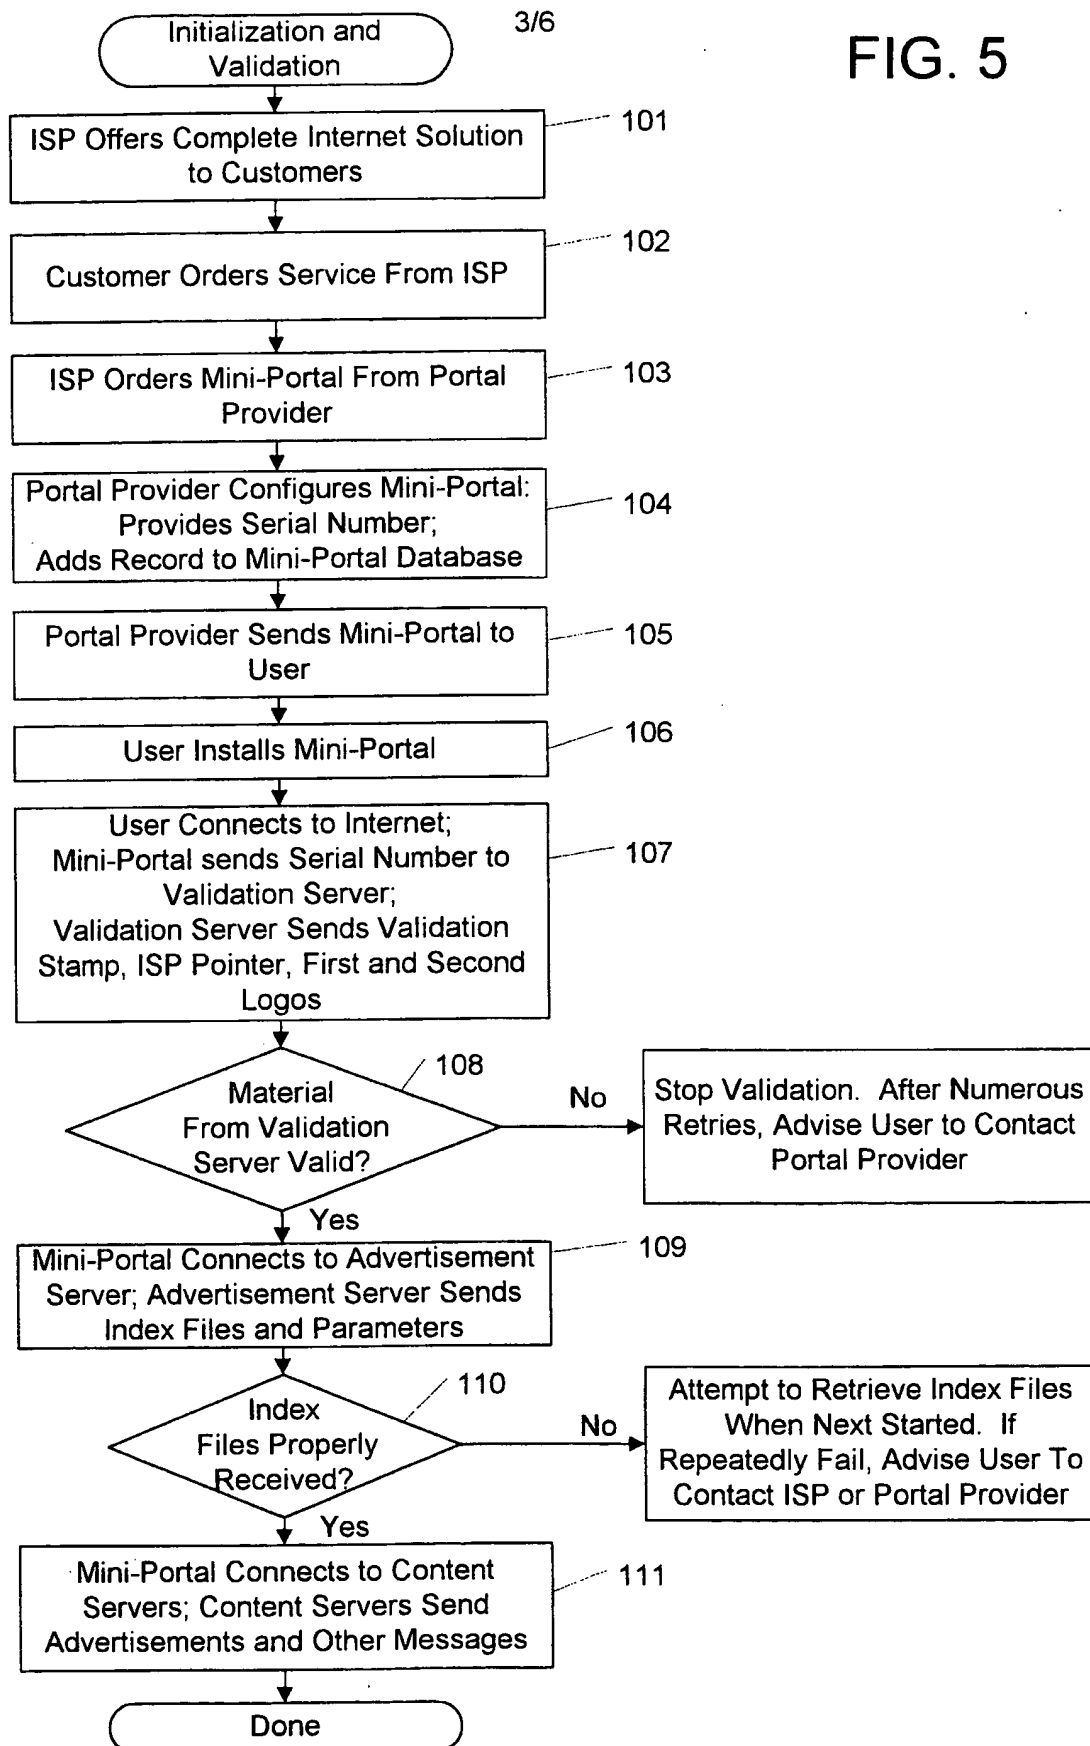 3/6
FIG. 5
Initialization and
Validation
ISP Offers Complete Internet Solution
to Customers
101
Customer Orders Service From ISP
102
ISP Orders Mini-Portal From Portal
Provider
103
Portal Provider Configures Mini-Portal:
Provides Serial Number;
Adds Record to Mini-Portal Database
104
Portal Provider Sends Mini-Portal to
User
105
User Installs Mini-Portal
106
User Connects to Internet;
Mini-Portal sends Serial Number to
Validation Server;
Validation Server Sends Validation
Stamp, ISP Pointer, First and Second
Logos
107
Material
From Validation
Server Valid?
108
No
Stop Validation. After Numerous
Retries, Advise User to Contact
Portal Provider
Yes
Mini-Portal Connects to Advertisement
Server; Advertisement Server Sends
Index Files and Parameters
109
Index
Files Properly
Received?
110
No
Attempt to Retrieve Index Files
When Next Started. If
Repeatedly Fail, Advise User To
Contact ISP or Portal Provider
Yes
Mini-Portal Connects to Content
Servers; Content Servers Send
Advertisements and Other Messages
111
Done